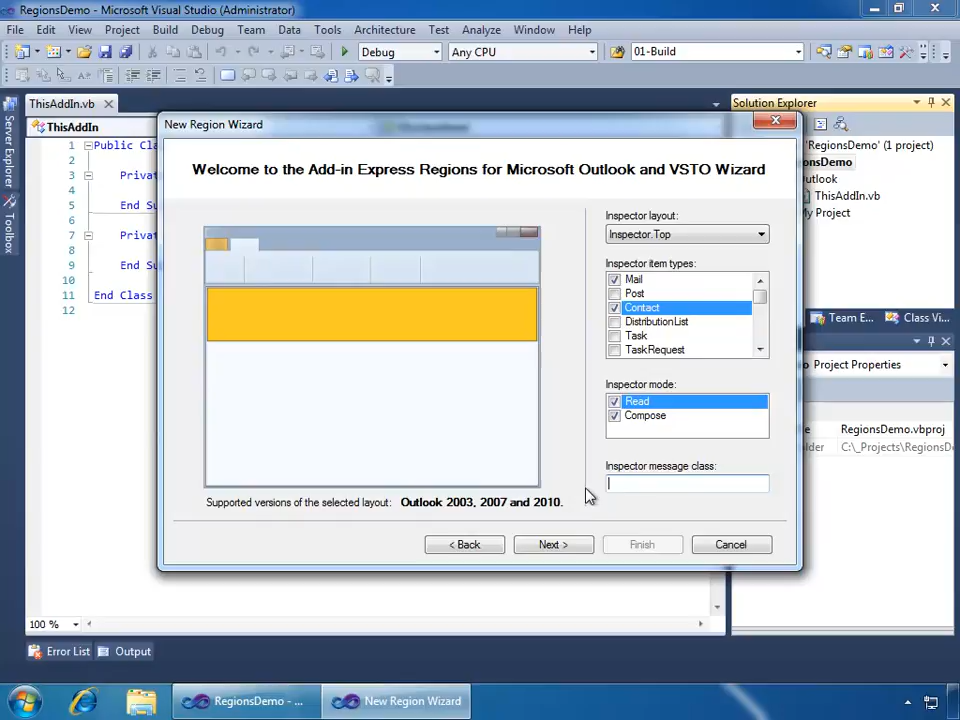 RegionsDemo - Microsoft Visual Studio (Administrator)
File Edit View Project Build Debug Team Data Tools Architecture Test Analyze Window Help
Debug Any CPU 01-Build
ThisAddIn.vb
Solution Explorer
ThisAddIn
New Region Wizard
Server Explorer
Toolbox
1 Public Cla
2
3 Privat
4
5 End Su
6
7 Privat
8
9 End Su
10
11 End Class
12
Welcome to the Add-in Express Regions for Microsoft Outlook and VSTO Wizard
Inspector layout:
Inspector.Top
Inspector item types:
Mail
Post
Contact
DistributionList
Task
TaskRequest
Inspector mode:
Read
Compose
Inspector message class:
Supported versions of the selected layout: Outlook 2003, 2007 and 2010.
< Back Next > Finish Cancel
'RegionsDemo' (1 project)
onsDemo
Outlook
ThisAddIn.vb
y Project
Team E... Class Vi...
o Project Properties
e RegionsDemo.vbproj
lder C:\_Projects\RegionsD
100 %
Error List Output
RegionsDemo - ... New Region Wizard